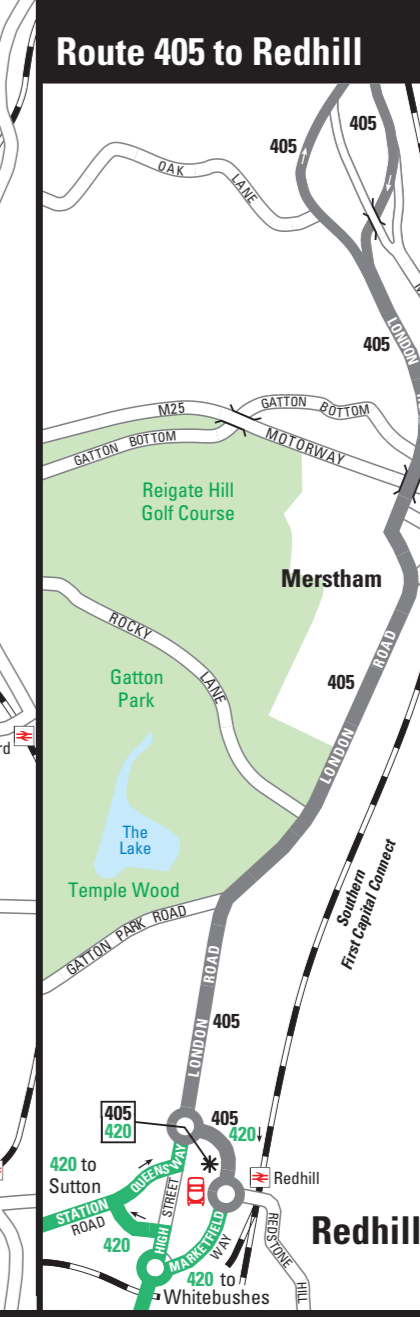 Route 405 to Redhill
405
405
OAK
LANE
LONDON
405
M25
GATTON BOTTOM
GATTON BOTTOM
MOTORWAY
Reigate Hill
Golf Course
Merstham
ROCKY
LANE
ROAD
Gatton
Park
405
LONDON
The
Lake
Southern
First Capital Connect
Temple Wood
GATTON PARK ROAD
ROAD
405
LONDON
405
420
405
420
420 to
Sutton
QUEENSWAY
Redhill
STATION
ROAD
STREET
HIGH
420
MARKETFIELD
WAY
REDSTONE
HILL
Redhill
420 to
Whitebushes